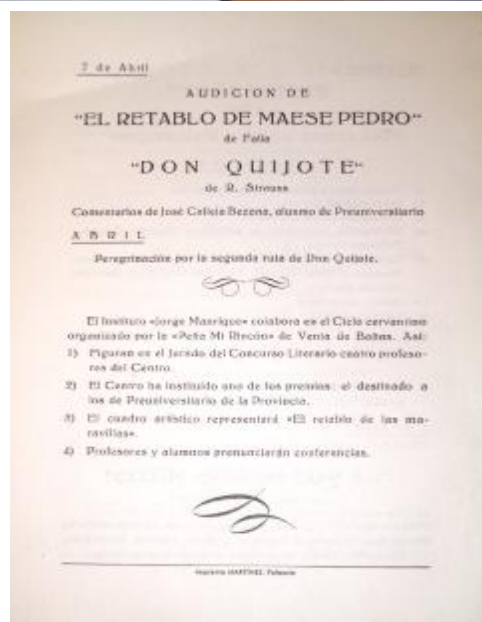 7 de Abril
AUDICION DE
"EL RETABLO DE MAESE PEDRO"
de Falla
"DON QUIJOTE"
de R. Strauss
Comentarios de José Calixto Bezona, alumno de Preuniversitario
ABRIL
Peregrinación por la segunda ruta de Don Quijote.
El Instituto «Jorge Manrique» colabora en el Ciclo cervantino
organizado por la «Peña Mi Rincón» de Venta de Baños. Así:
1) Figuran en el Jurado del Concurso Literario cuatro profeso-
res del Centro.
2) El Centro ha instituido uno de los premios: el destinado a
los de Preuniversitario de la Provincia.
3) El cuadro artístico representará «El retablo de las ma-
ravillas».
4) Profesores y alumnos pronunciarán conferencias.
Imprenta MARTINEZ. Palencia